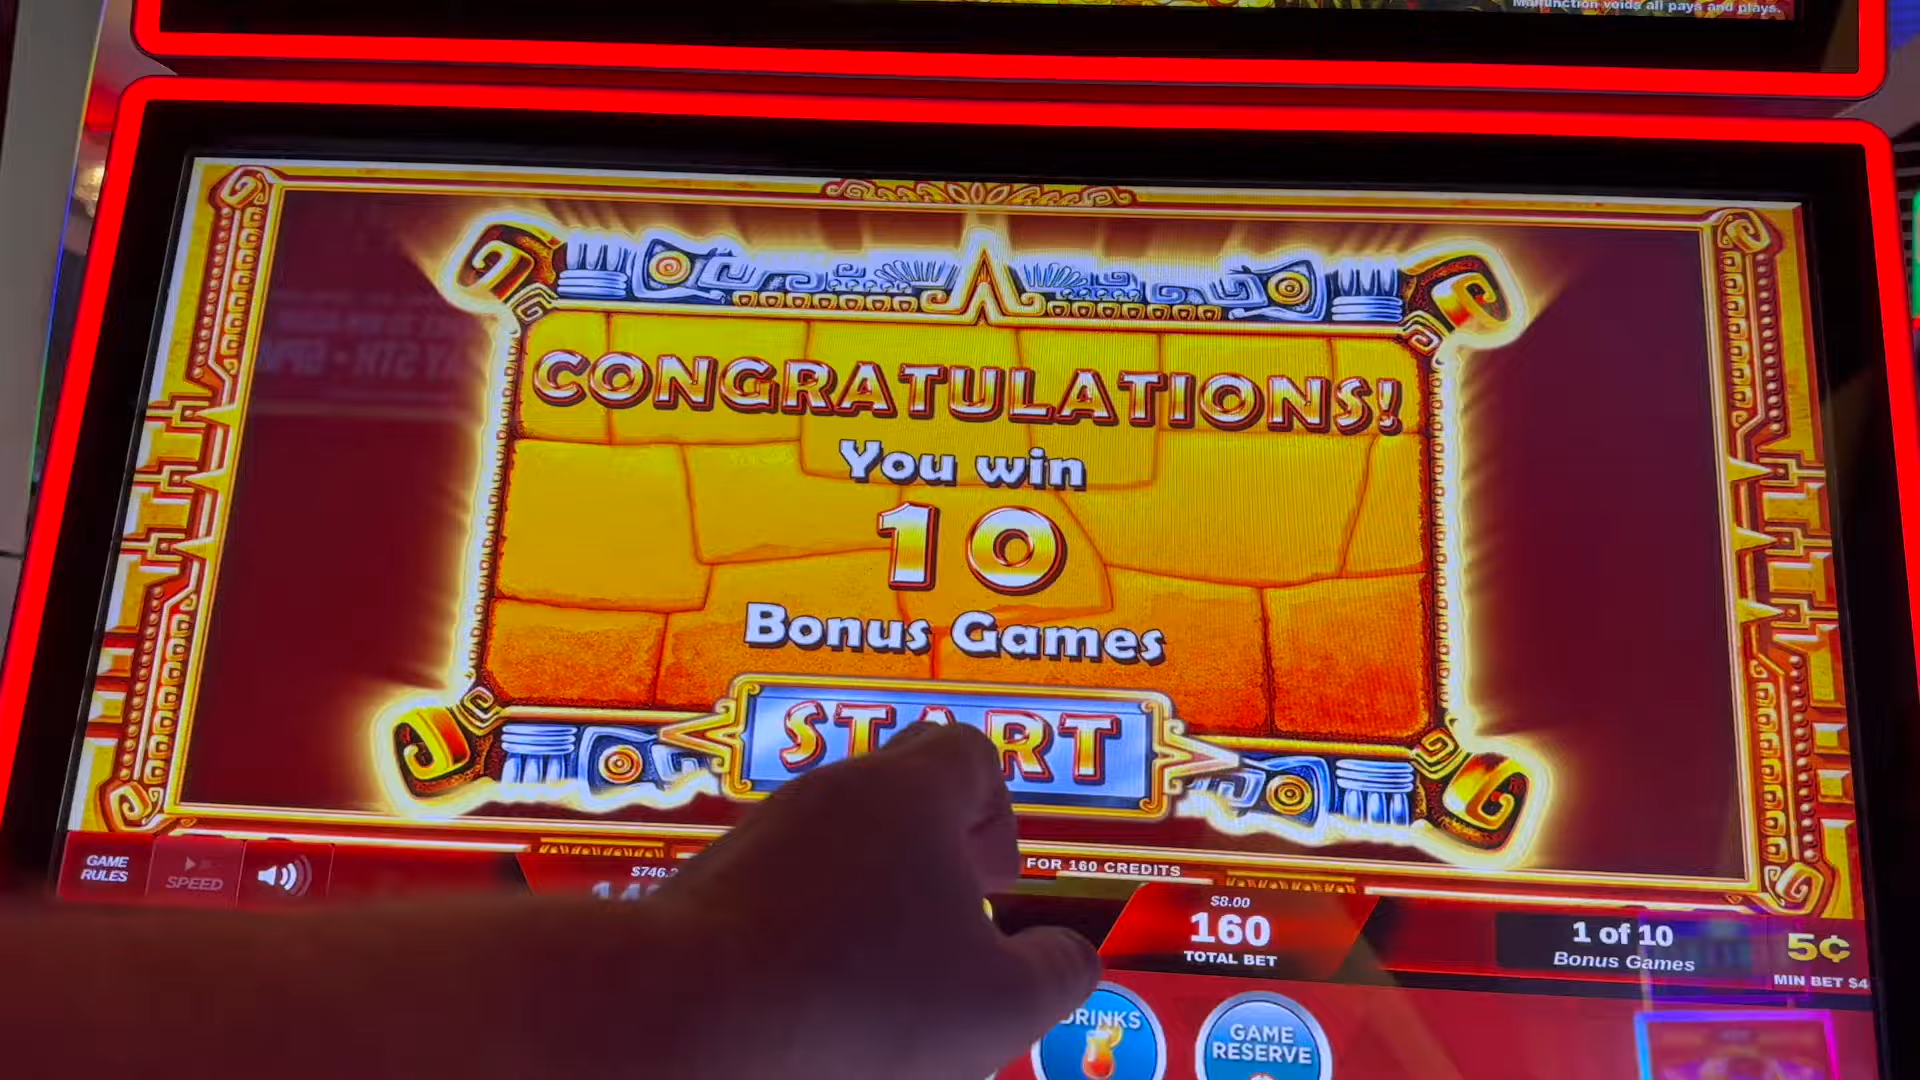 Malfunction voids all pays and plays.
CONGRATULATIONS!
You win
10
Bonus Games
START
GAME
RULES
SPEED
FOR 160 CREDITS
$8.00
160
TOTAL BET
1 of 10
Bonus Games
5¢
MIN BET $4
DRINKS
GAME
RESERVE